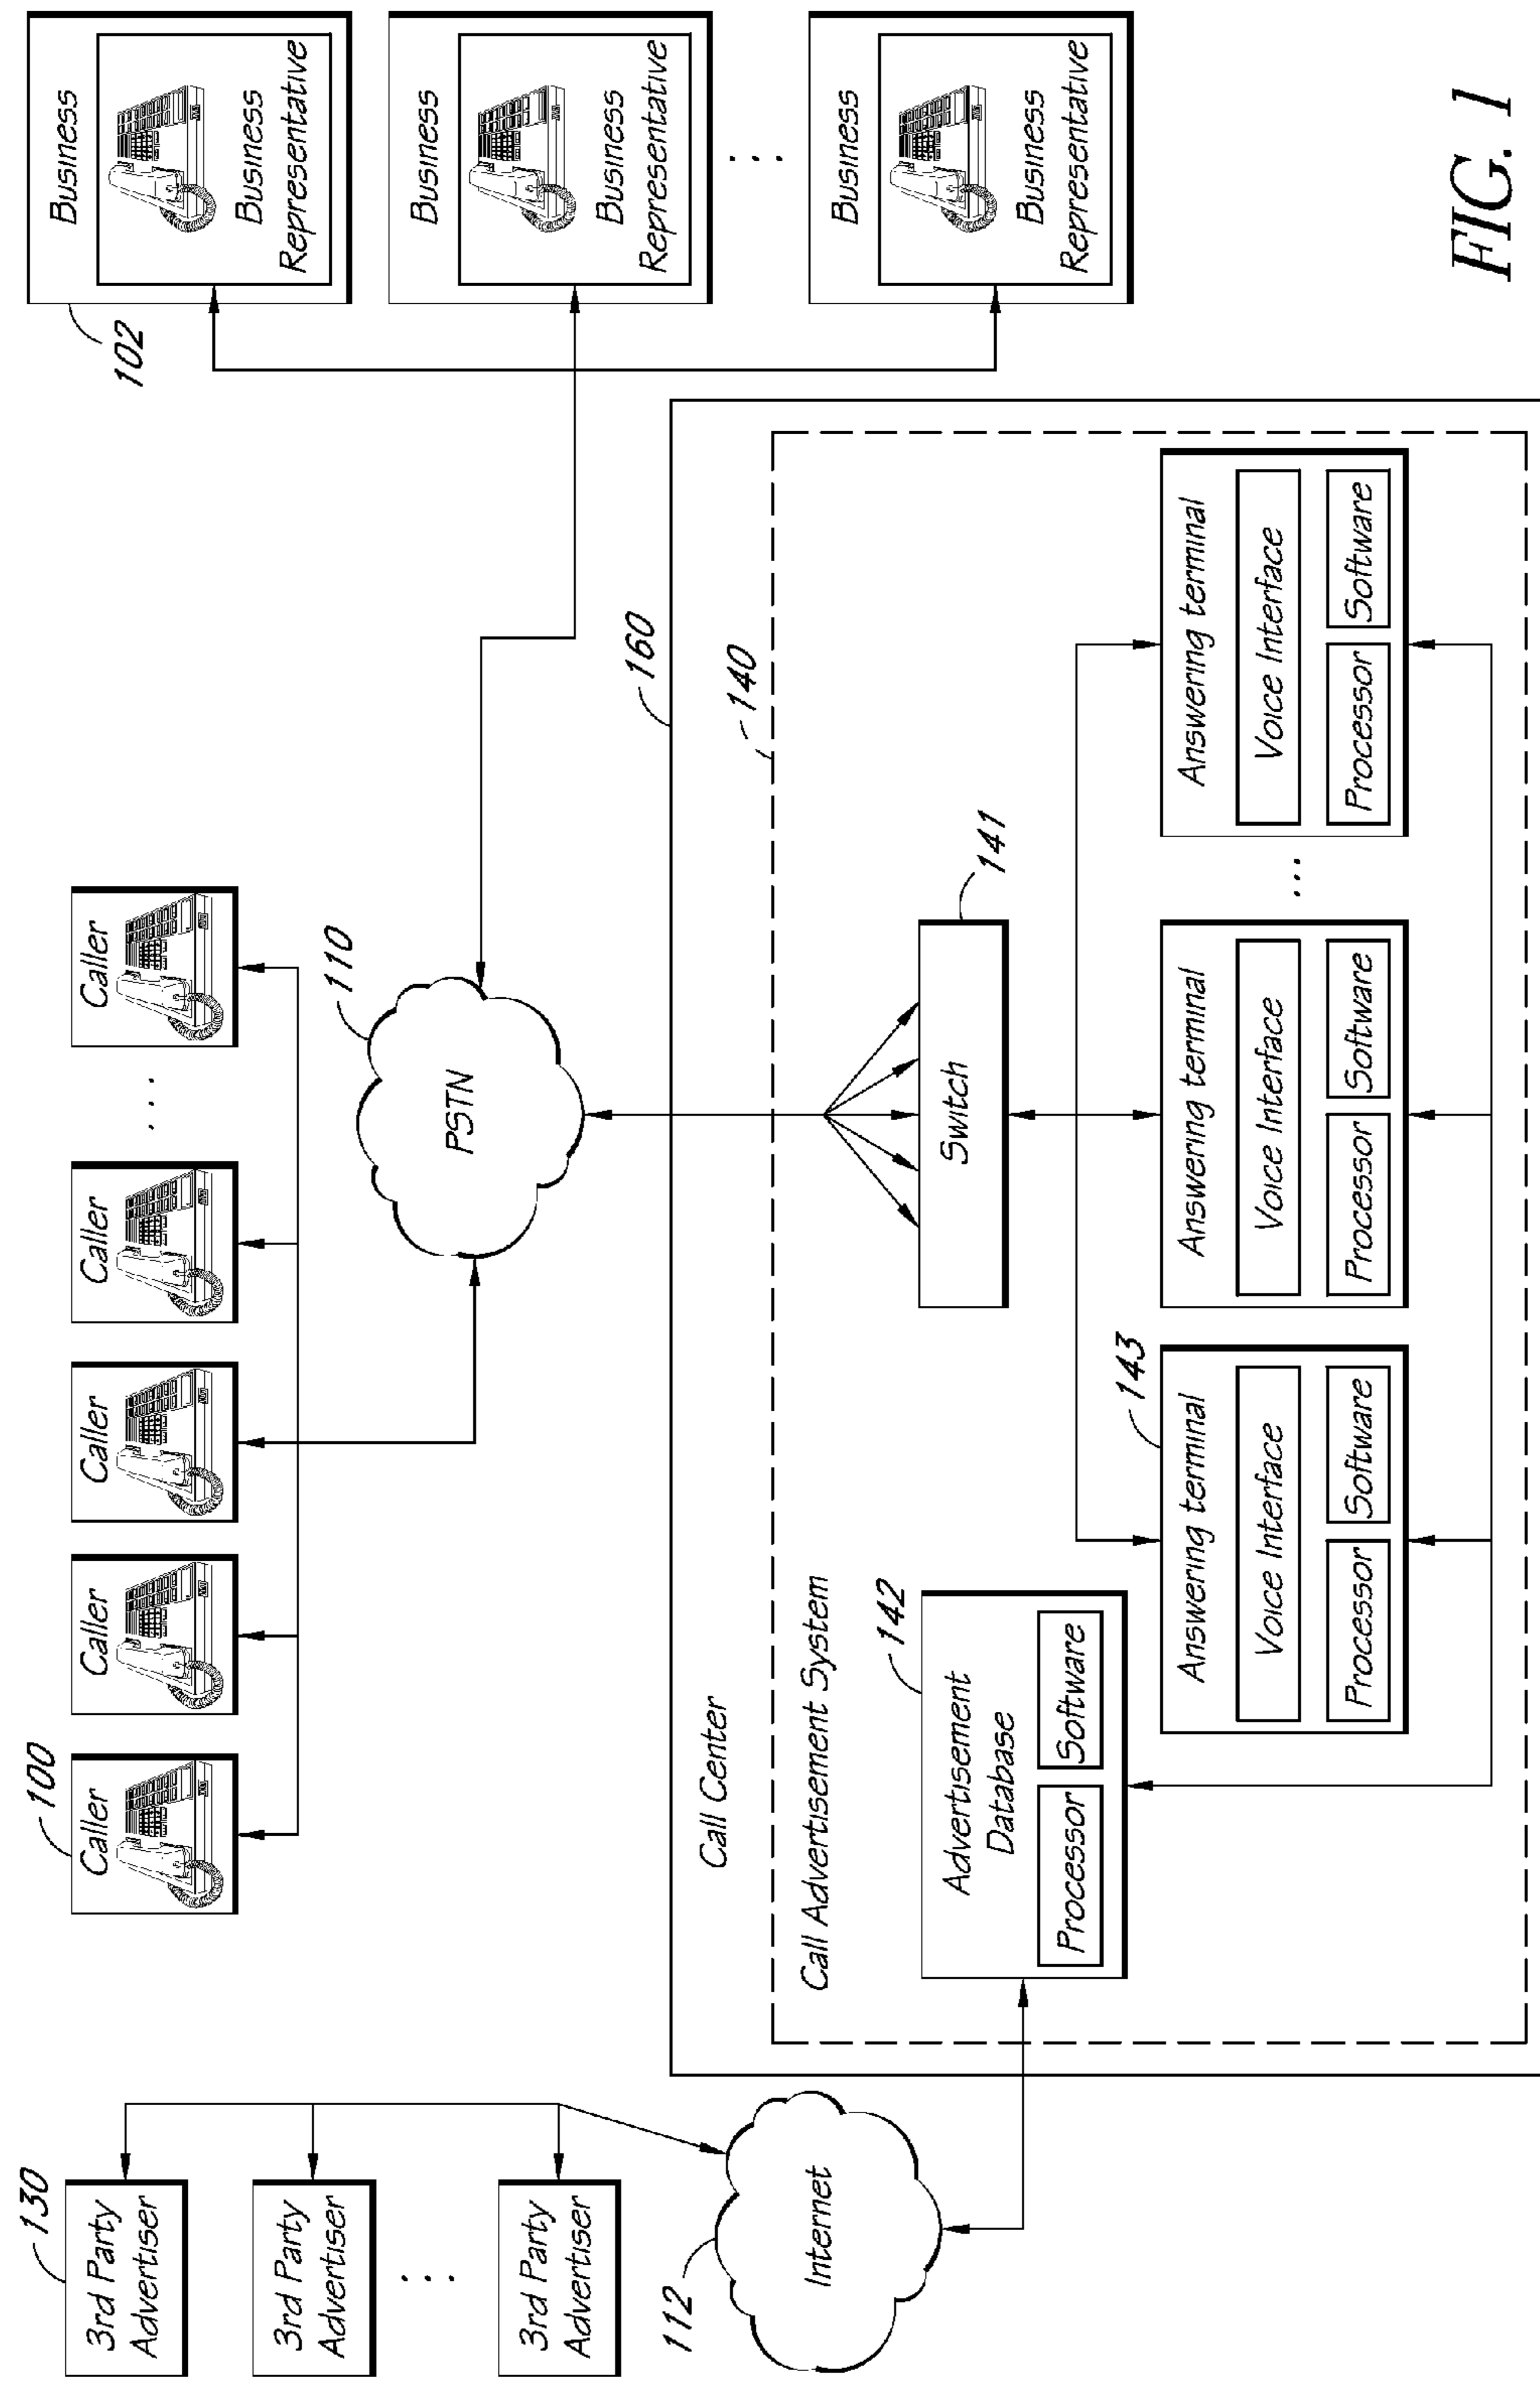 130
3rd Party
Advertiser
3rd Party
Advertiser
3rd Party
Advertiser
112
Internet
100
Caller
Caller
Caller
Caller
. . .
Caller
110
PSTN
102
Business
Business
Representative
Business
Business
Representative
Business
Business
Representative
160
Call Center
140
Call Advertisement System
142
Advertisement
Database
Processor
Software
141
Switch
143
Answering terminal
Voice Interface
Processor
Software
Answering terminal
Voice Interface
Processor
Software
...
Answering terminal
Voice Interface
Processor
Software
FIG. 1